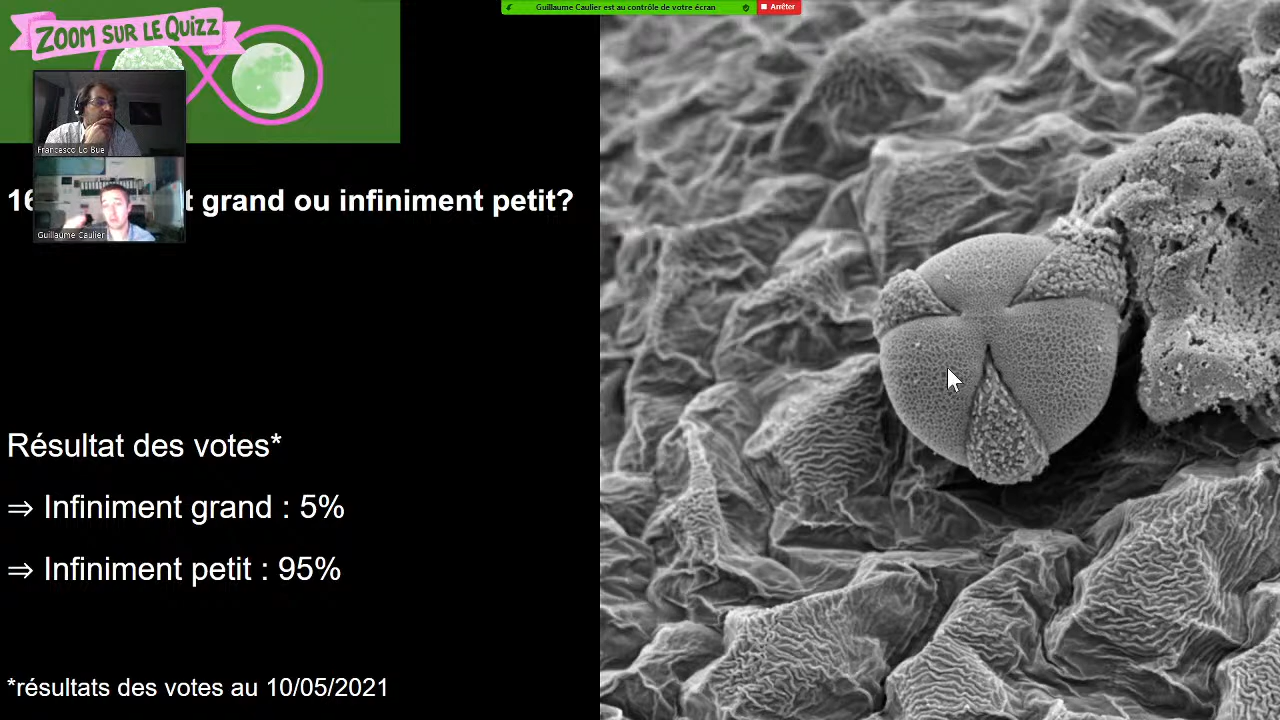 Guillaume Caulier est au contrôle de votre écran
Arrêter
ZOOM SUR LE QUIZZ
Francesco Lo Bue
Guillaume Caulier
16 t grand ou infiniment petit?
Résultat des votes*
⇒ Infiniment grand : 5%
⇒ Infiniment petit : 95%
*résultats des votes au 10/05/2021